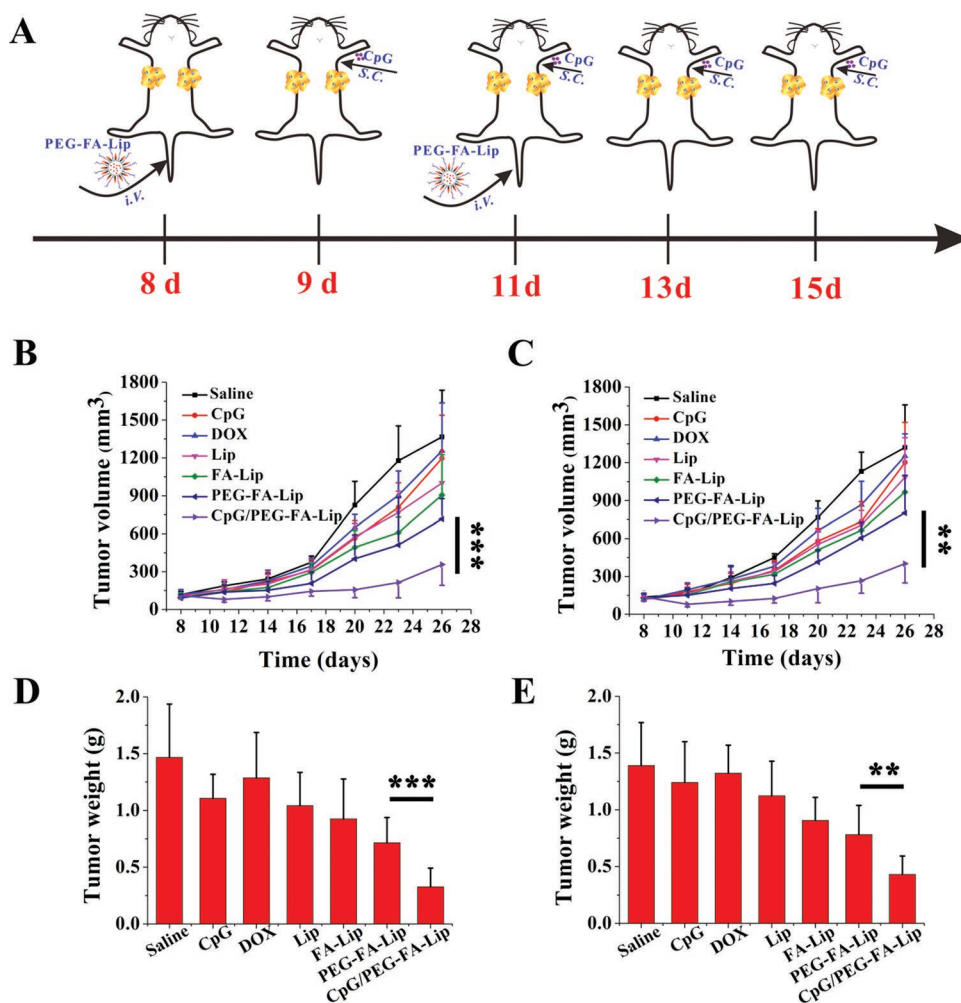 A
CpG
S.C.
CpG
S.C.
CpG
S.C.
CpG
S.C.
PEG-FA-Lip
i.V.
PEG-FA-Lip
i.V.
8 d
9 d
11d
13d
15d
B
Tumor volume (mm3)
1800
1500
1200
900
600
300
0
Saline
CpG
DOX
Lip
FA-Lip
PEG-FA-Lip
CpG/PEG-FA-Lip
***
8 10 12 14 16 18 20 22 24 26 28
Time (days)
C
Tumor volume (mm3)
1800
1500
1200
900
600
300
0
Saline
CpG
DOX
Lip
FA-Lip
PEG-FA-Lip
CpG/PEG-FA-Lip
**
8 10 12 14 16 18 20 22 24 26 28
Time (days)
D
Tumor weight (g)
2.0
1.5
1.0
0.5
0.0
***
Saline
CpG
DOX
Lip
FA-Lip
PEG-FA-Lip
CpG/PEG-FA-Lip
E
Tumor weight (g)
2.0
1.5
1.0
0.5
0.0
**
Saline
CpG
DOX
Lip
FA-Lip
PEG-FA-Lip
CpG/PEG-FA-Lip